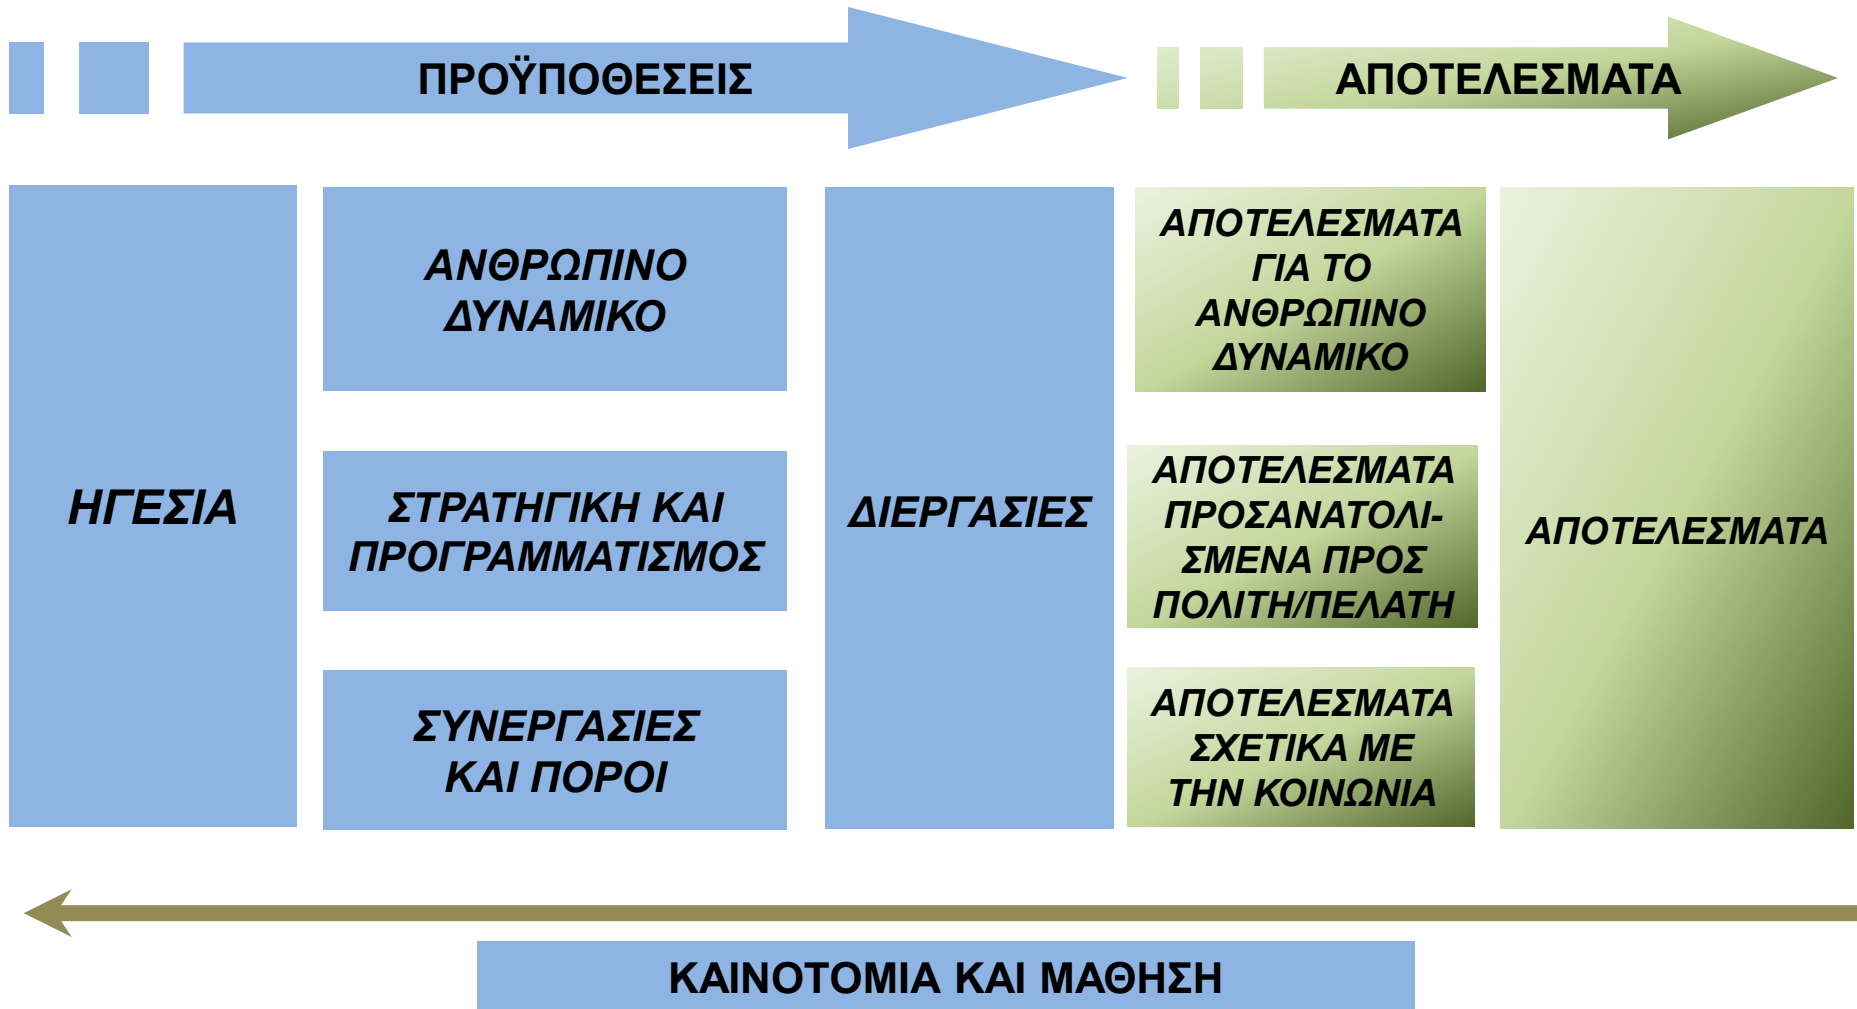 ΠΡΟΫΠΟΘΕΣΕΙΣ
ΑΠΟΤΕΛΕΣΜΑΤΑ
ΗΓΕΣΙΑ
ΑΝΘΡΩΠΙΝΟ
ΔΥΝΑΜΙΚΟ
ΣΤΡΑΤΗΓΙΚΗ ΚΑΙ
ΠΡΟΓΡΑΜΜΑΤΙΣΜΟΣ
ΣΥΝΕΡΓΑΣΙΕΣ
ΚΑΙ ΠΟΡΟΙ
ΔΙΕΡΓΑΣΙΕΣ
ΑΠΟΤΕΛΕΣΜΑΤΑ
ΓΙΑ ΤΟ
ΑΝΘΡΩΠΙΝΟ
ΔΥΝΑΜΙΚΟ
ΑΠΟΤΕΛΕΣΜΑΤΑ
ΠΡΟΣΑΝΑΤΟΛΙ-
ΣΜΕΝΑ ΠΡΟΣ
ΠΟΛΙΤΗ/ΠΕΛΑΤΗ
ΑΠΟΤΕΛΕΣΜΑΤΑ
ΣΧΕΤΙΚΑ ΜΕ
ΤΗΝ ΚΟΙΝΩΝΙΑ
ΑΠΟΤΕΛΕΣΜΑΤΑ
ΚΑΙΝΟΤΟΜΙΑ ΚΑΙ ΜΑΘΗΣΗ